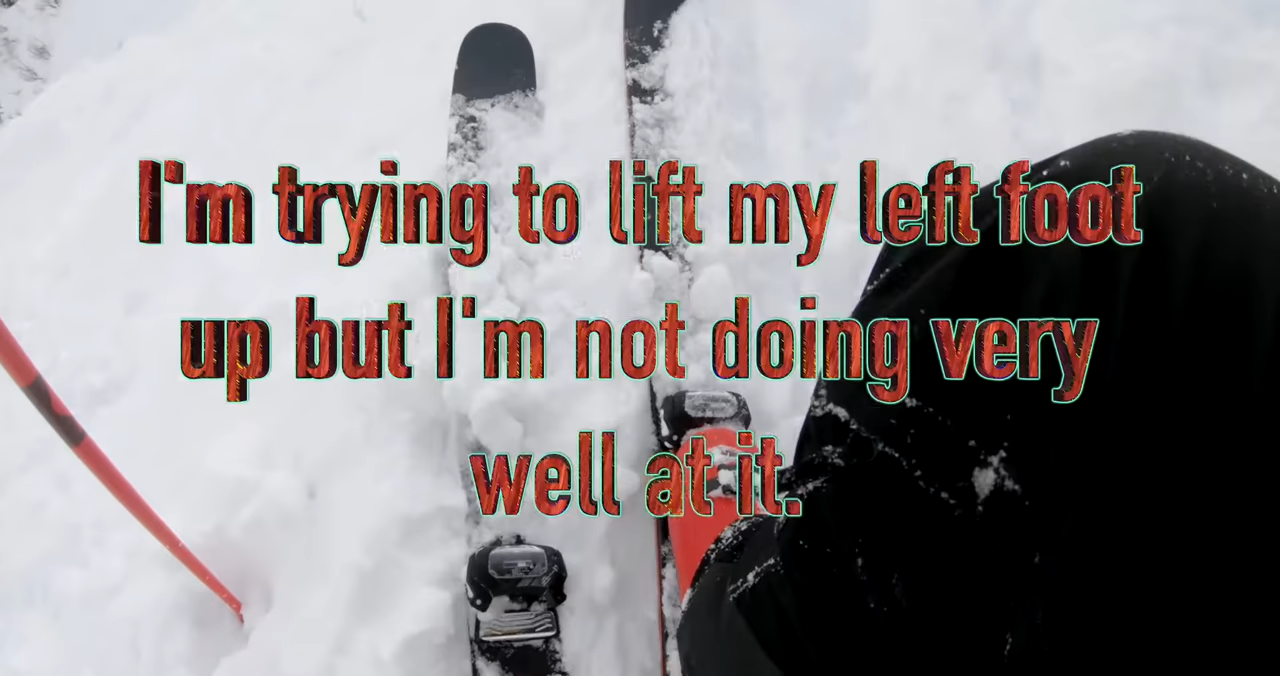 I'm trying to lift my left foot
up but I'm not doing very
well at it.